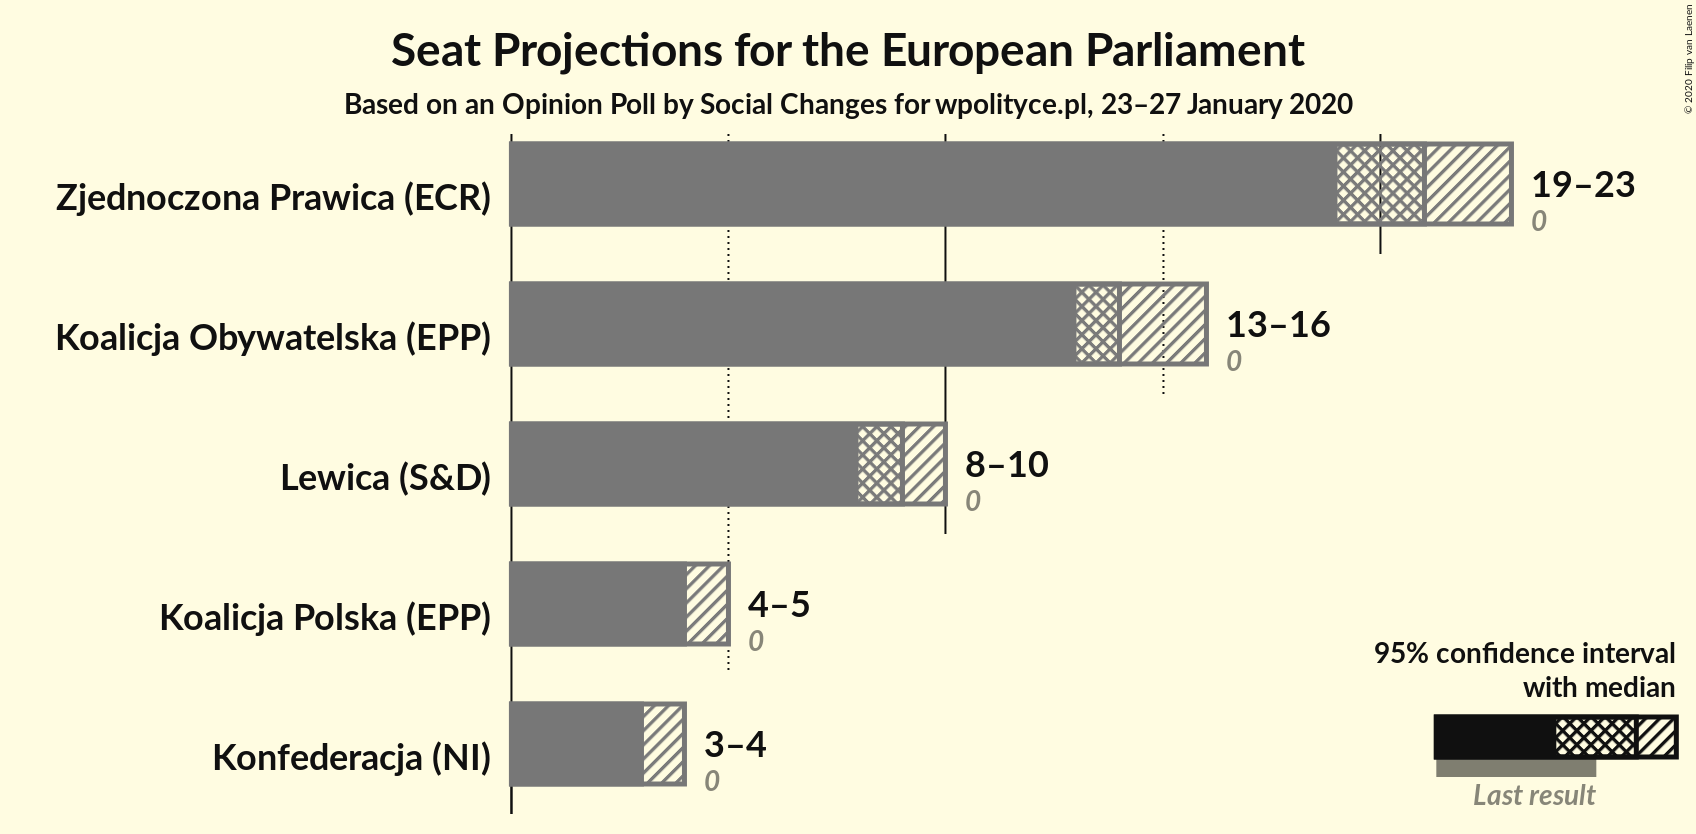 Seat Projections for the European Parliament
Based on an Opinion Poll by Social Changes for wpolityce.pl, 23–27 January 2020
© 2020 Filip van Laenen
Zjednoczona Prawica (ECR)
19–23
0
Koalicja Obywatelska (EPP)
13–16
0
Lewica (S&D)
8–10
0
Koalicja Polska (EPP)
4–5
0
Konfederacja (NI)
3–4
0
95% confidence interval
with median
Last result